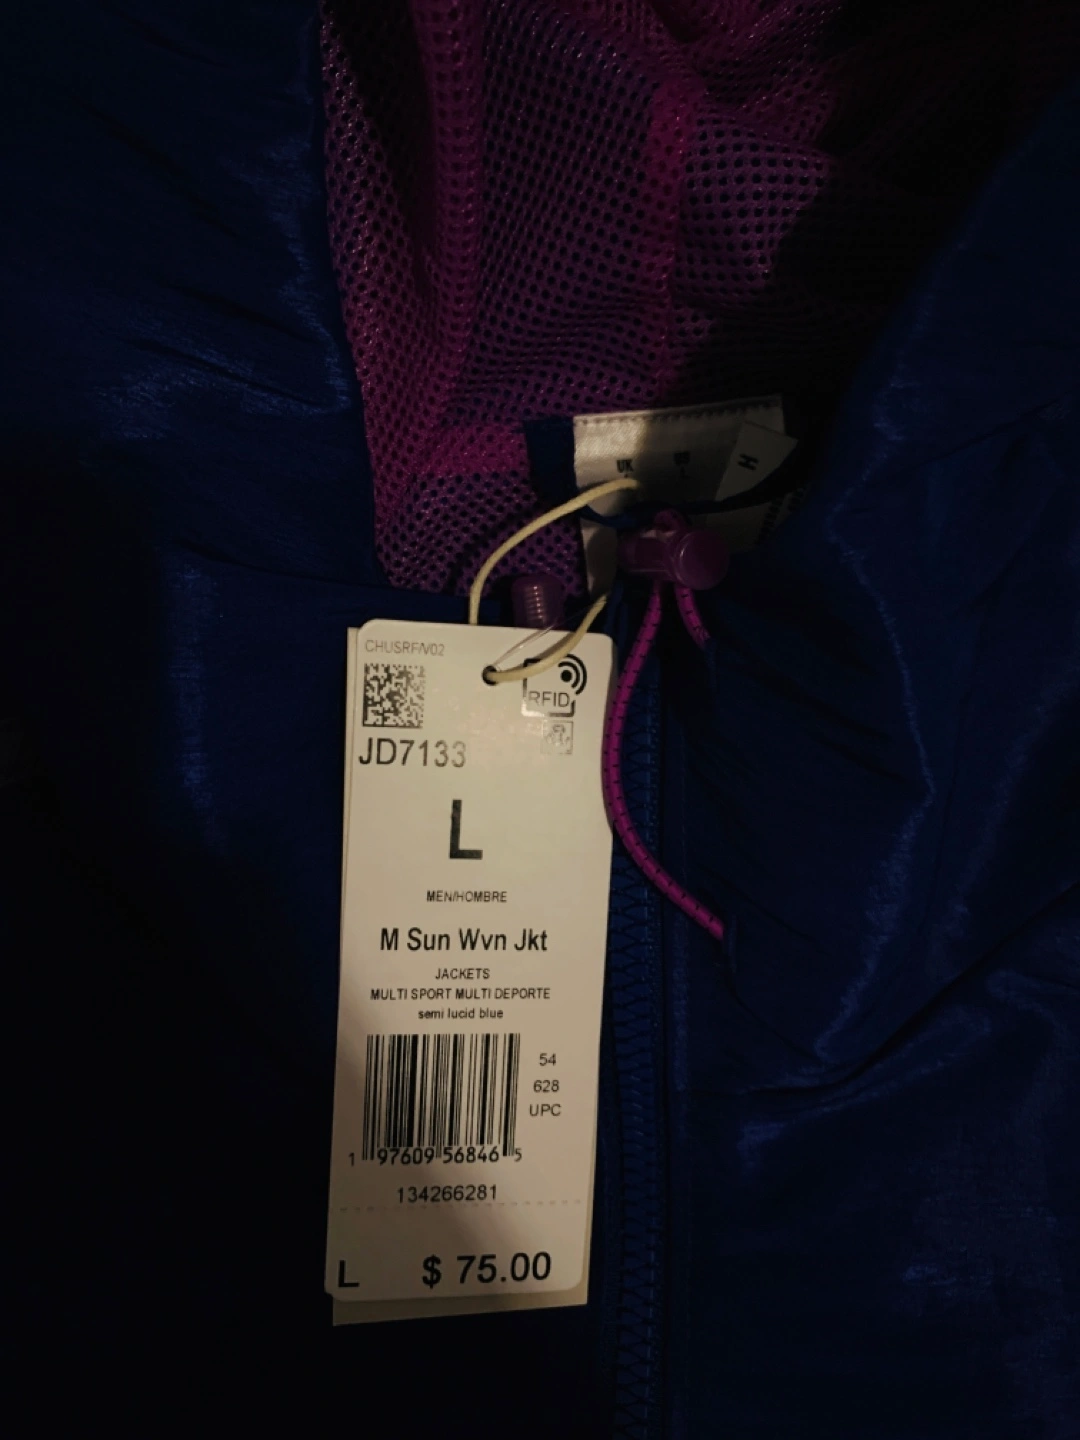 UK
H
CHUSRF/V02
RFID
JD7133
L
MEN/HOMBRE
M Sun Wvn Jkt
JACKETS
MULTI SPORT MULTI DEPORTE
semi lucid blue
54
628
UPC
1 97609 56846 5
134266281
L $ 75.00